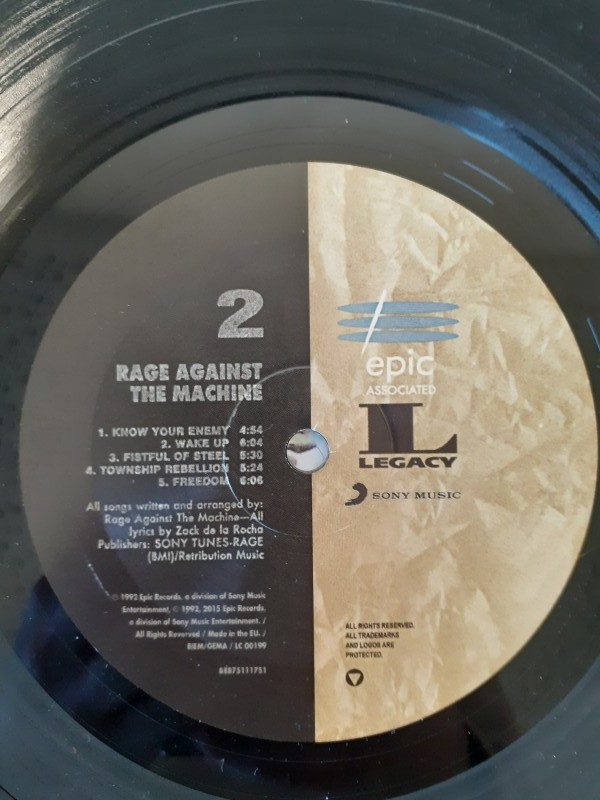 2
RAGE AGAINST
THE MACHINE
1. KNOW YOUR ENEMY 4:54
2. WAKE UP 6:04
3. FISTFUL OF STEEL 5:30
4. TOWNSHIP REBELLION 5:24
5. FREEDOM 6:06
All songs written and arranged by:
Rage Against The Machine—All
lyrics by Zack de la Rocha
Publishers: SONY TUNES-RAGE
(BMI)/Retribution Music
℗ 1992 Epic Records, a division of Sony Music
Entertainment, © 1992, 2015 Epic Records,
a division of Sony Music Entertainment. /
All Rights Reserved / Made in the EU. /
BIEM/GEMA / LC 00199
88875111751
epic
ASSOCIATED
L
LEGACY
SONY MUSIC
ALL RIGHTS RESERVED.
ALL TRADEMARKS
AND LOGOS ARE
PROTECTED.